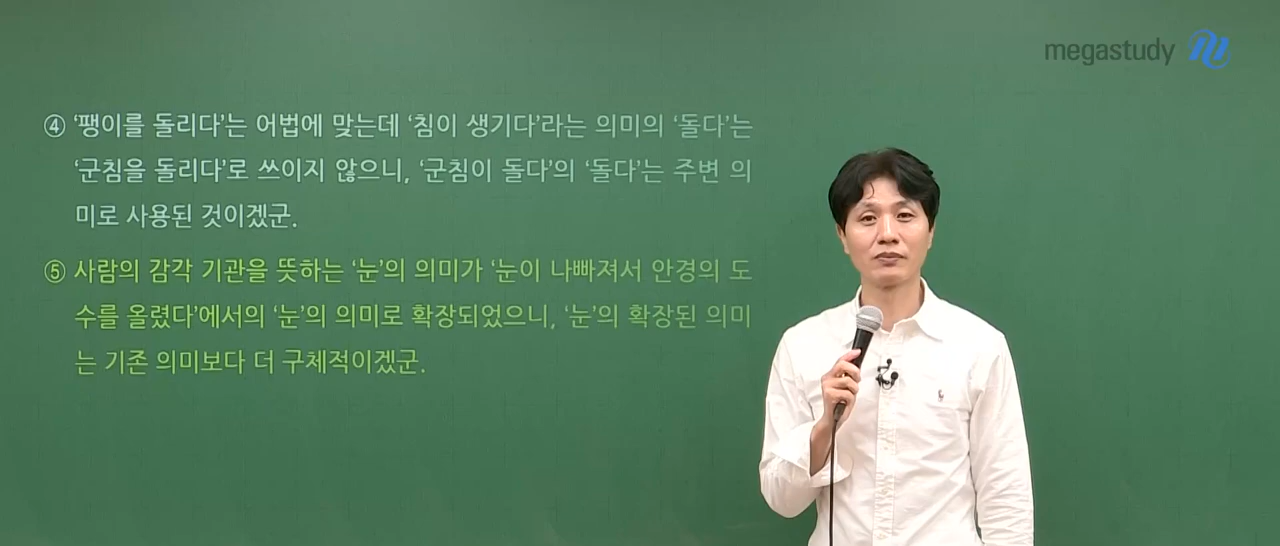 megastudy
④ ‘팽이를 돌리다’는 어법에 맞는데 ‘침이 생기다’라는 의미의 ‘돌다’는
‘군침을 돌리다’로 쓰이지 않으니, ‘군침이 돌다’의 ‘돌다’는 주변 의
미로 사용된 것이겠군.
⑤ 사람의 감각 기관을 뜻하는 ‘눈’의 의미가 ‘눈이 나빠져서 안경의 도
수를 올렸다’에서의 ‘눈’의 의미로 확장되었으니, ‘눈’의 확장된 의미
는 기존 의미보다 더 구체적이겠군.